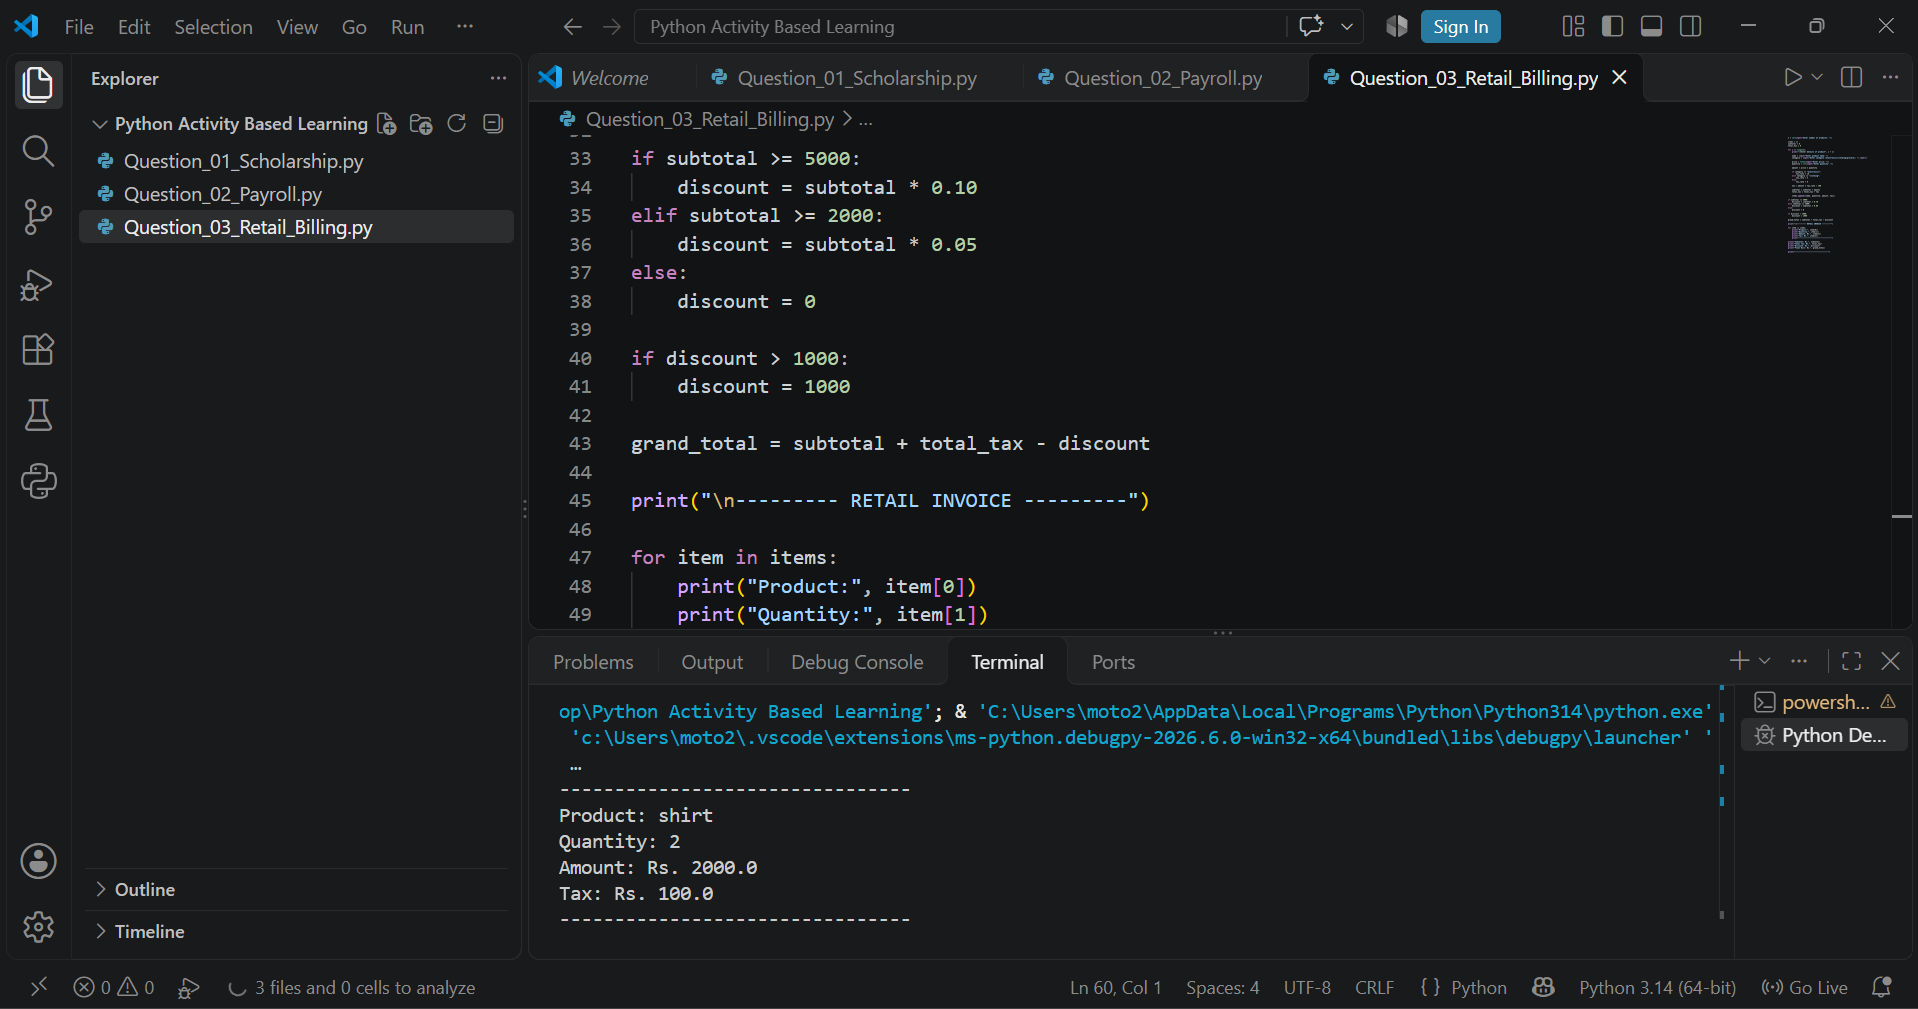 File Edit Selection View Go Run ...
Python Activity Based Learning
Sign In
Explorer ...
Python Activity Based Learning
Question_01_Scholarship.py
Question_02_Payroll.py
Question_03_Retail_Billing.py
Outline
Timeline
Welcome Question_01_Scholarship.py Question_02_Payroll.py Question_03_Retail_Billing.py
Question_03_Retail_Billing.py > ...
33 if subtotal >= 5000:
34     discount = subtotal * 0.10
35 elif subtotal >= 2000:
36     discount = subtotal * 0.05
37 else:
38     discount = 0
39
40 if discount > 1000:
41     discount = 1000
42
43 grand_total = subtotal + total_tax - discount
44
45 print("\n--------- RETAIL INVOICE ---------")
46
47 for item in items:
48     print("Product:", item[0])
49     print("Quantity:", item[1])
Problems Output Debug Console Terminal Ports
op\Python Activity Based Learning'; & 'C:\Users\moto2\AppData\Local\Programs\Python\Python314\python.exe'
'c:\Users\moto2\.vscode\extensions\ms-python.debugpy-2026.6.0-win32-x64\bundled\libs\debugpy\launcher' '
…
--------------------------------
Product: shirt
Quantity: 2
Amount: Rs. 2000.0
Tax: Rs. 100.0
--------------------------------
powersh...
Python De...
0 0 3 files and 0 cells to analyze
Ln 60, Col 1 Spaces: 4 UTF-8 CRLF { } Python Python 3.14 (64-bit) Go Live